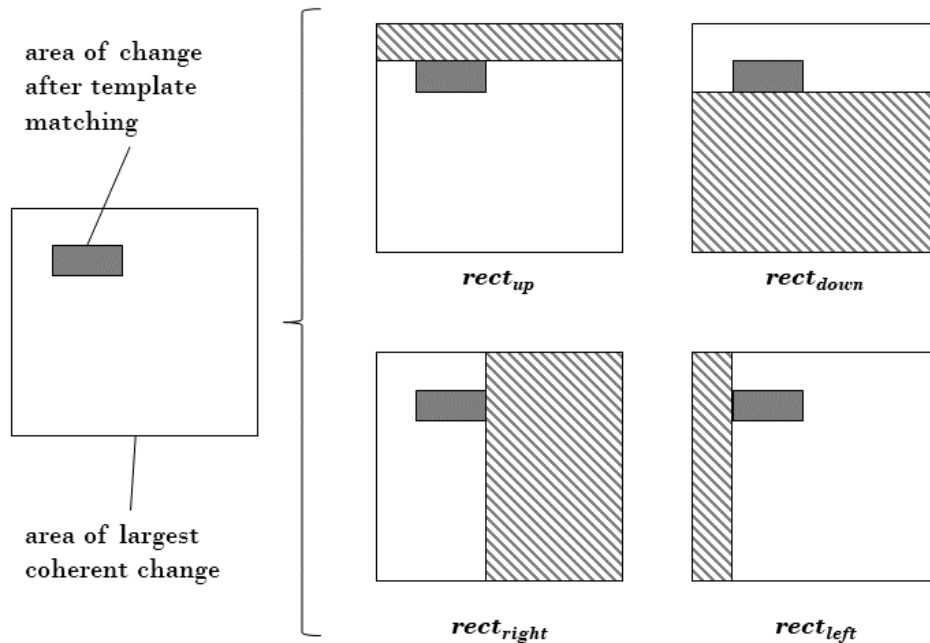 area of change
after template
matching
area of largest
coherent change
rect_up
rect_down
rect_right
rect_left